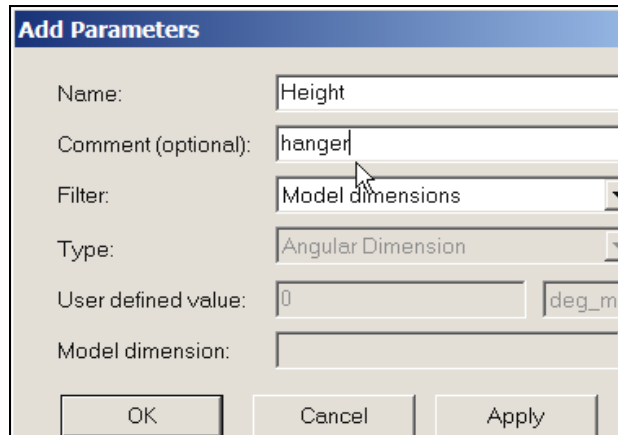 Add Parameters
Name: Height
Comment (optional): hanger
Filter: Model dimensions
Type: Angular Dimension
User defined value: 0 deg_m
Model dimension:
OK Cancel Apply